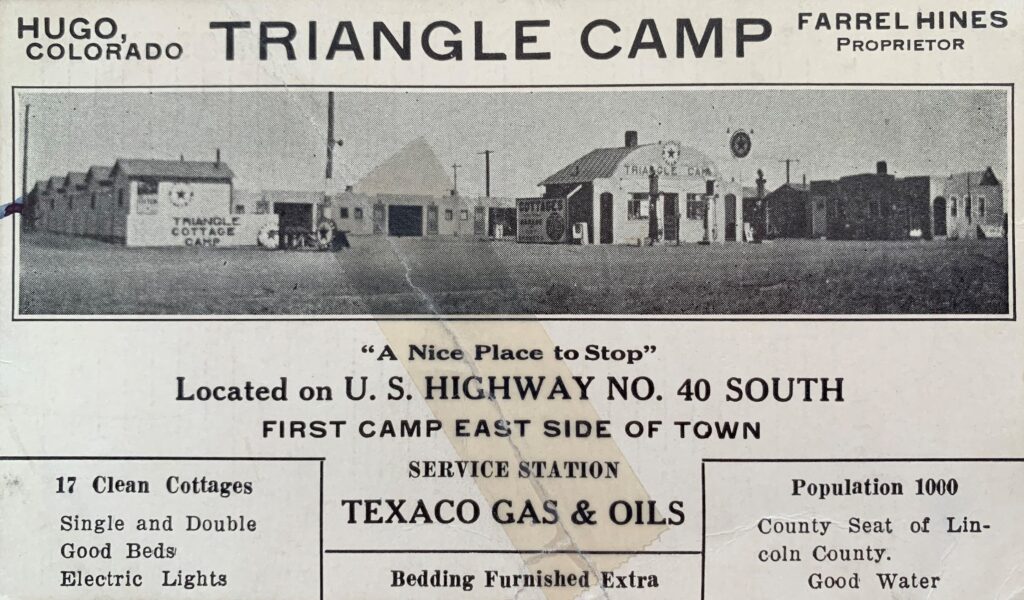 HUGO,
COLORADO
TRIANGLE CAMP
FARREL HINES
PROPRIETOR
TRIANGLE
COTTAGE
CAMP
COTTAGES
TRIANGLE CAMP
"A Nice Place to Stop"
Located on U. S. HIGHWAY NO. 40 SOUTH
FIRST CAMP EAST SIDE OF TOWN
17 Clean Cottages
Single and Double
Good Beds
Electric Lights
SERVICE STATION
TEXACO GAS & OILS
Bedding Furnished Extra
Population 1000
County Seat of Lin-
coln County.
Good Water